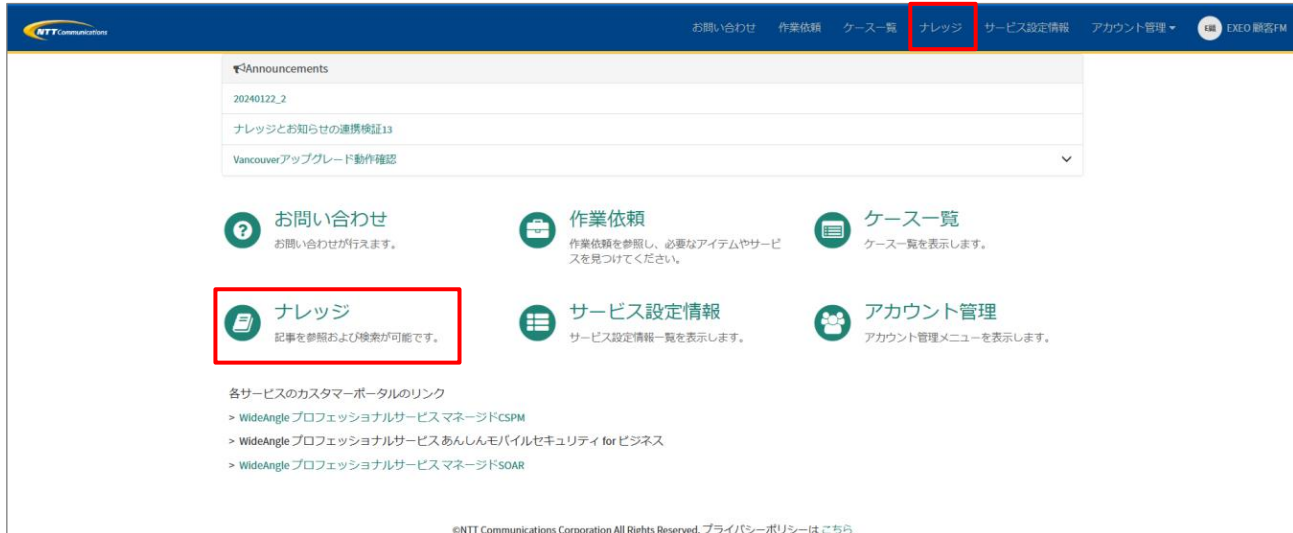 NTT Communications
お問い合わせ 作業依頼 ケース一覧 ナレッジ サービス設定情報 アカウント管理 EXEO 顧客FM
Announcements
20240122_2
ナレッジとお知らせの連携検証13
Vancouverアップグレード動作確認
お問い合わせ
お問い合わせが行えます。
作業依頼
作業依頼を参照し、必要なアイテムやサービ
スを見つけてください。
ケース一覧
ケース一覧を表示します。
ナレッジ
記事を参照および検索が可能です。
サービス設定情報
サービス設定情報一覧を表示します。
アカウント管理
アカウント管理メニューを表示します。
各サービスのカスタマーポータルのリンク
> WideAngle プロフェッショナルサービス マネージドCSPM
> WideAngle プロフェッショナルサービス あんしんモバイルセキュリティ for ビジネス
> WideAngle プロフェッショナルサービス マネージドSOAR
©NTT Communications Corporation All Rights Reserved. プライバシーポリシーは こちら